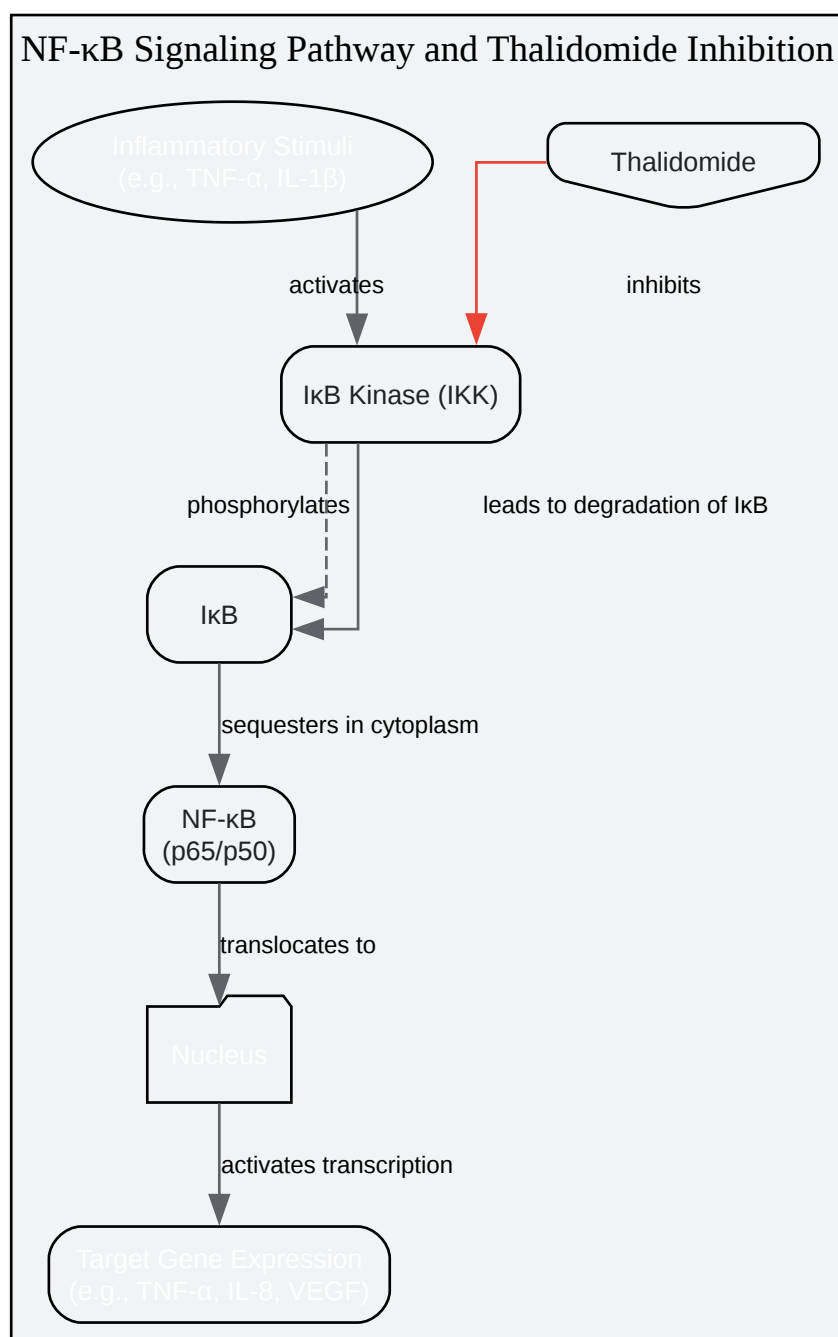 NF-κB Signaling Pathway and Thalidomide Inhibition
Inflammatory Stimuli
(e.g., TNF-α, IL-1β)
Thalidomide
activates
inhibits
IκB Kinase (IKK)
phosphorylates
leads to degradation of IκB
IκB
sequesters in cytoplasm
NF-κB
(p65/p50)
translocates to
Nucleus
activates transcription
Target Gene Expression
(e.g., TNF-α, IL-8, VEGF)